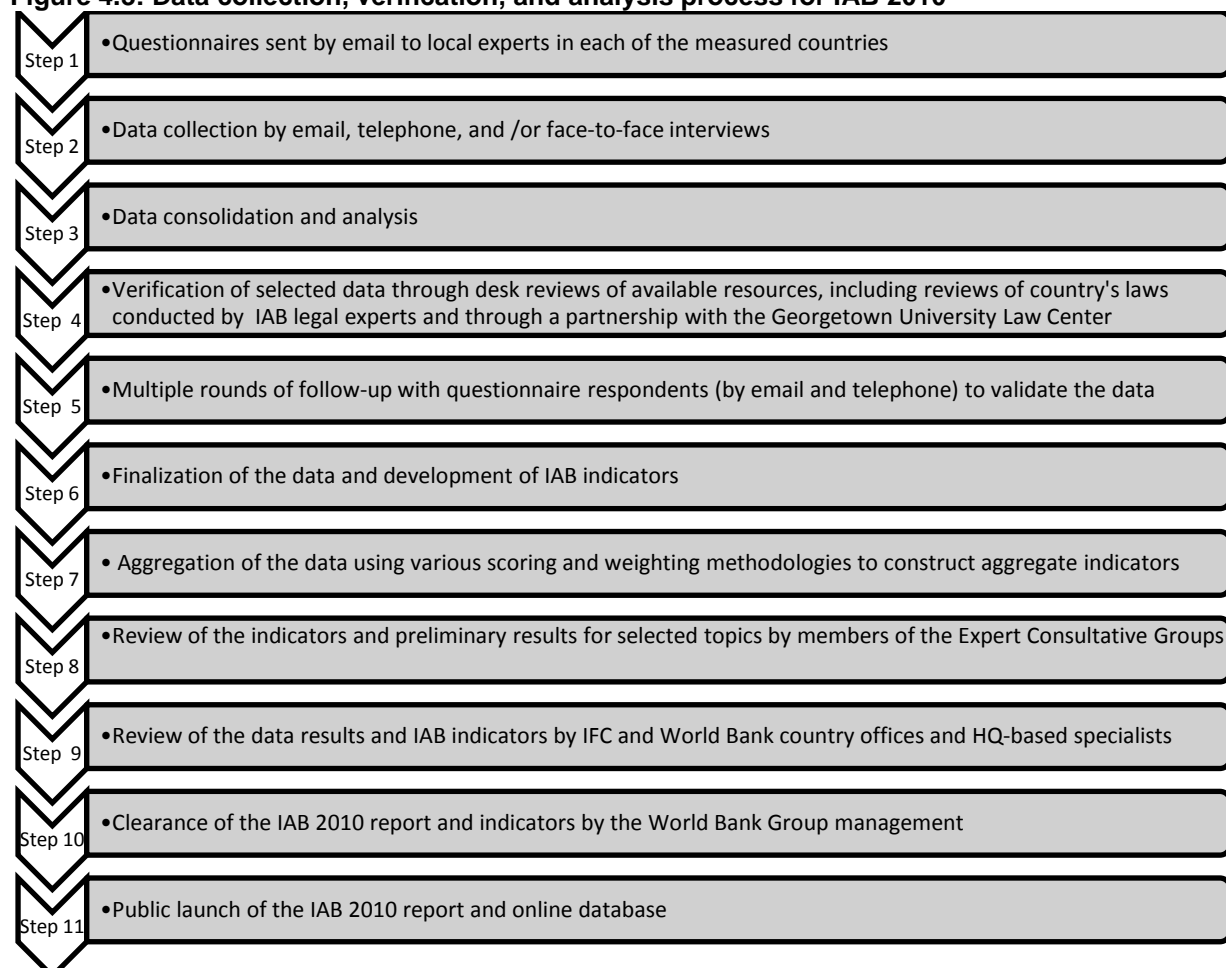 Figure 4.3: Data collection, verification, and analysis process for IAB 2010
Step 1
•Questionnaires sent by email to local experts in each of the measured countries
Step 2
•Data collection by email, telephone, and /or face-to-face interviews
Step 3
•Data consolidation and analysis
Step 4
•Verification of selected data through desk reviews of available resources, including reviews of country's laws
conducted by IAB legal experts and through a partnership with the Georgetown University Law Center
Step 5
•Multiple rounds of follow-up with questionnaire respondents (by email and telephone) to validate the data
Step 6
•Finalization of the data and development of IAB indicators
Step 7
• Aggregation of the data using various scoring and weighting methodologies to construct aggregate indicators
Step 8
•Review of the indicators and preliminary results for selected topics by members of the Expert Consultative Groups
Step 9
•Review of the data results and IAB indicators by IFC and World Bank country offices and HQ-based specialists
Step 10
•Clearance of the IAB 2010 report and indicators by the World Bank Group management
Step 11
•Public launch of the IAB 2010 report and online database